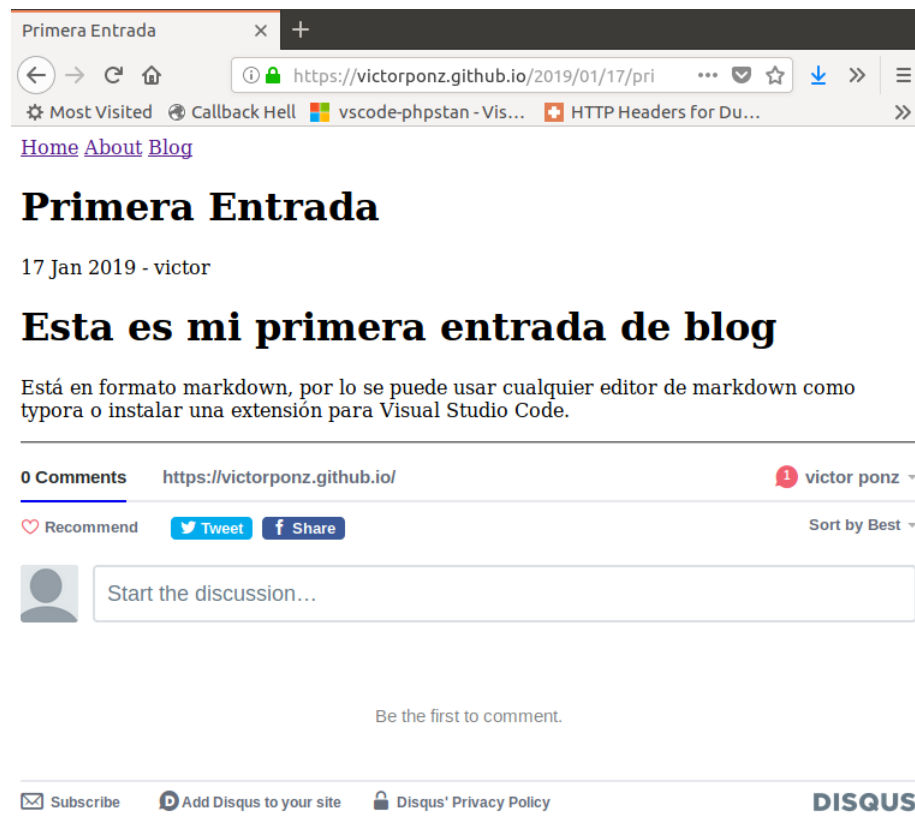 Primera Entrada
https://victorponz.github.io/2019/01/17/pri
Most Visited Callback Hell vscode-phpstan - Vis... HTTP Headers for Du...
Home About Blog
Primera Entrada
17 Jan 2019 - victor
Esta es mi primera entrada de blog
Está en formato markdown, por lo se puede usar cualquier editor de markdown como
typora o instalar una extensión para Visual Studio Code.
0 Comments https://victorponz.github.io/ 1 victor ponz
Recommend Tweet f Share Sort by Best
Start the discussion…
Be the first to comment.
Subscribe D Add Disqus to your site Disqus' Privacy Policy DISQUS